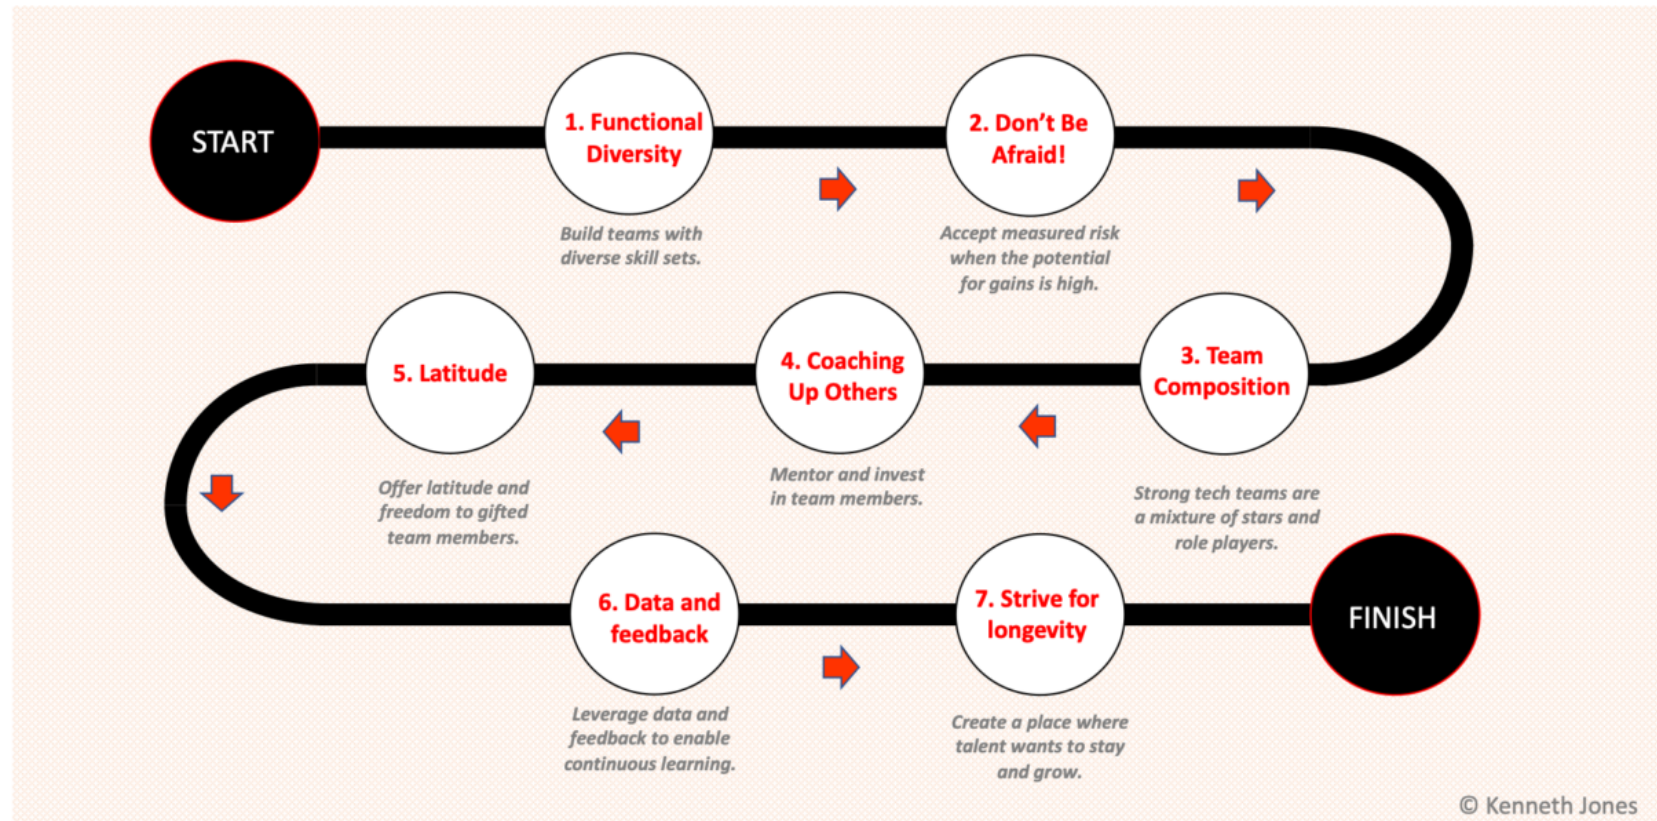 START
1. Functional
Diversity
Build teams with
diverse skill sets.
2. Don't Be
Afraid!
Accept measured risk
when the potential
for gains is high.
3. Team
Composition
Strong tech teams are
a mixture of stars and
role players.
4. Coaching
Up Others
Mentor and invest
in team members.
5. Latitude
Offer latitude and
freedom to gifted
team members.
6. Data and
feedback
Leverage data and
feedback to enable
continuous learning.
7. Strive for
longevity
Create a place where
talent wants to stay
and grow.
FINISH
© Kenneth Jones